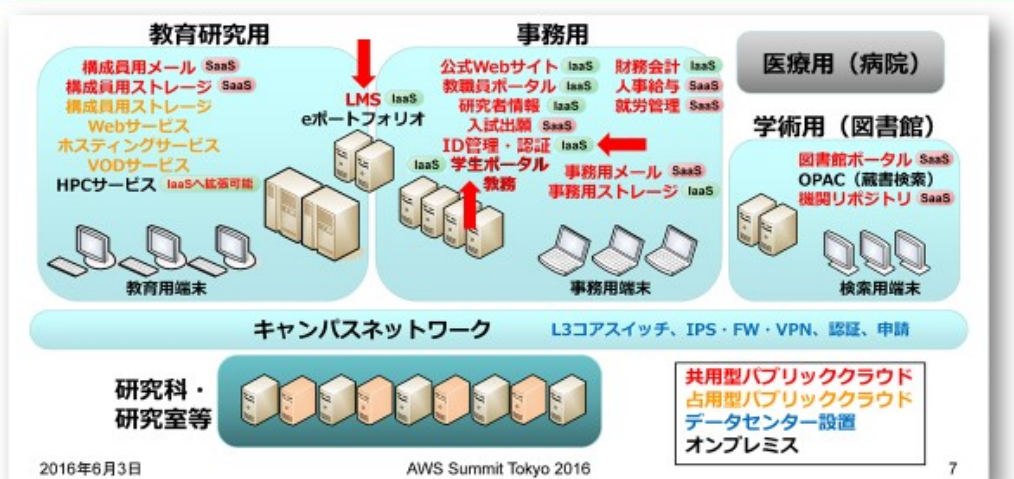 教育研究用
構成員用メール SaaS
構成員用ストレージ SaaS
構成員用ストレージ
Webサービス
ホスティングサービス
VODサービス
HPCサービス IaaSへ拡張可能
LMS IaaS
eポートフォリオ
教育用端末
事務用
公式Webサイト IaaS
教職員ポータル IaaS
研究者情報 IaaS
入試出願 SaaS
ID管理・認証 IaaS
IaaS 学生ポータル
教務
財務会計 IaaS
人事給与 SaaS
就労管理 SaaS
事務用メール SaaS
事務用ストレージ IaaS
事務用端末
医療用（病院）
学術用（図書館）
図書館ポータル SaaS
OPAC（蔵書検索）
機関リポジトリ SaaS
検索用端末
キャンパスネットワーク L3コアスイッチ、IPS・FW・VPN、認証、申請
研究科・
研究室等
共用型パブリッククラウド
占用型パブリッククラウド
データセンター設置
オンプレミス
2016年6月3日
AWS Summit Tokyo 2016
7